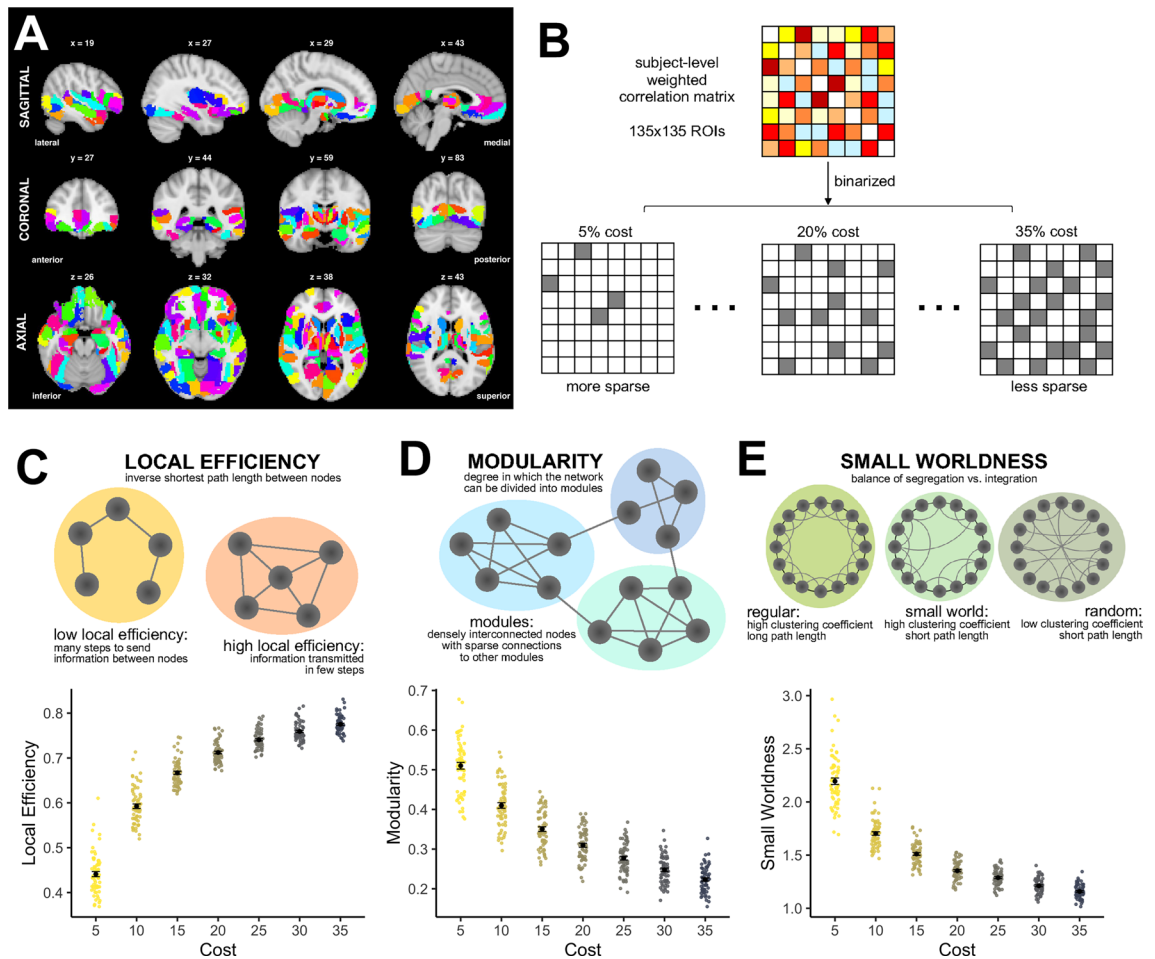 A
x = 19
x = 27
x = 29
x = 43
SAGITTAL
lateral
medial
y = 27
y = 44
y = 59
y = 83
CORONAL
anterior
posterior
z = 26
z = 32
z = 38
z = 43
AXIAL
inferior
superior
B
subject-level
weighted
correlation matrix
135x135 ROIs
binarized
5% cost
20% cost
35% cost
more sparse
less sparse
C
LOCAL EFFICIENCY
inverse shortest path length between nodes
low local efficiency:
many steps to send
information between nodes
high local efficiency:
information transmitted
in few steps
Local Efficiency
0.8
0.7
0.6
0.5
0.4
5
10
15
20
25
30
35
Cost
D
MODULARITY
degree in which the network
can be divided into modules
modules:
densely interconnected nodes
with sparse connections
to other modules
Modularity
0.7
0.6
0.5
0.4
0.3
0.2
5
10
15
20
25
30
35
Cost
E
SMALL WORLDNESS
balance of segregation vs. integration
regular:
high clustering coefficient
long path length
small world:
high clustering coefficient
short path length
random:
low clustering coefficient
short path length
Small Worldness
3.0
2.5
2.0
1.5
1.0
5
10
15
20
25
30
35
Cost